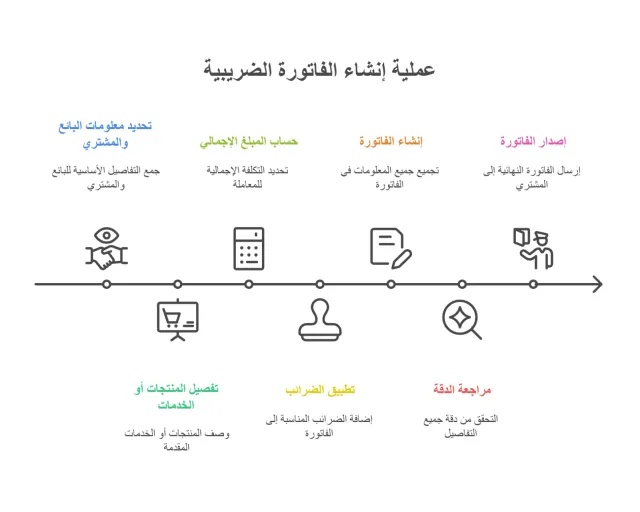 عملية إنشاء الفاتورة الضريبية
تحديد معلومات البائع
والمشتري
جمع التفاصيل الأساسية للبائع
والمشتري
تفصيل المنتجات أو
الخدمات
وصف المنتجات أو الخدمات
المقدمة
حساب المبلغ الإجمالي
تحديد التكلفة الإجمالية
للمعاملة
تطبيق الضرائب
إضافة الضرائب المناسبة إلى
الفاتورة
إنشاء الفاتورة
تجميع جميع المعلومات في
الفاتورة
مراجعة الدقة
التحقق من دقة جميع
التفاصيل
إصدار الفاتورة
إرسال الفاتورة النهائية إلى
المشتري